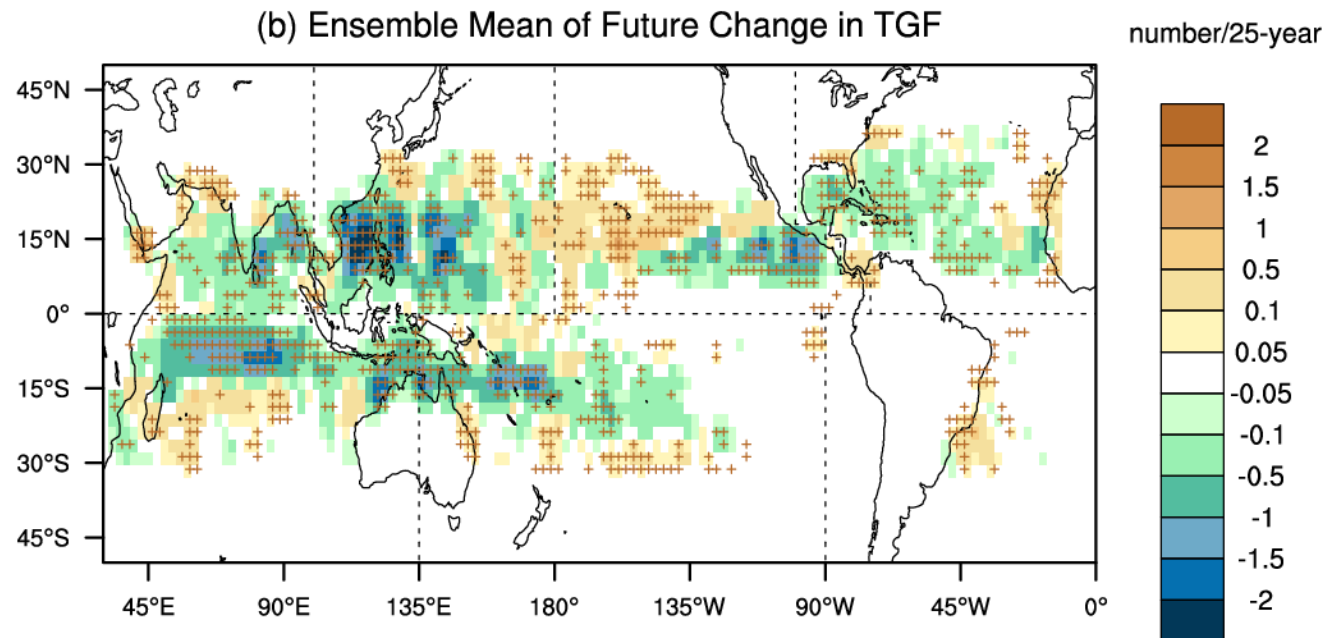 (b) Ensemble Mean of Future Change in TGF
number/25-year
45°N
30°N
15°N
0°
15°S
30°S
45°S
45°E
90°E
135°E
180°
135°W
90°W
45°W
0°
2
1.5
1
0.5
0.1
0.05
-0.05
-0.1
-0.5
-1
-1.5
-2